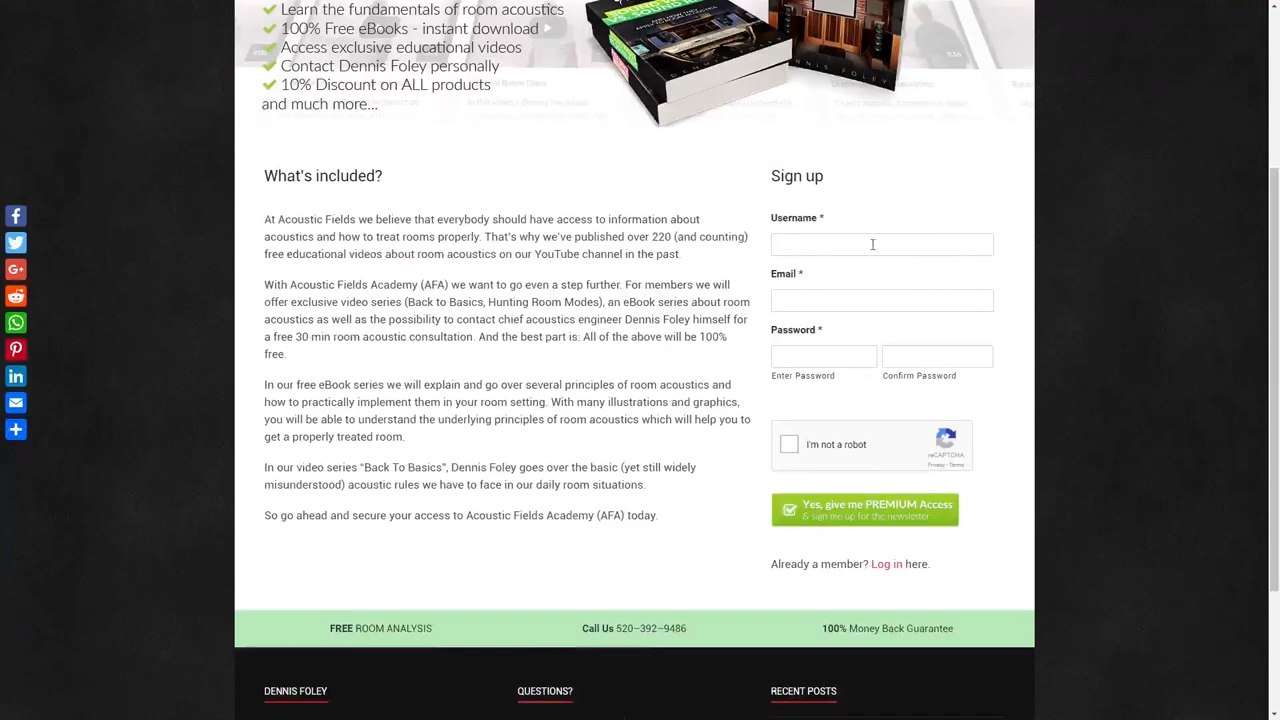 Learn the fundamentals of room acoustics
100% Free eBooks - instant download
Access exclusive educational videos
Contact Dennis Foley personally
10% Discount on ALL products
and much more...
DENNIS FOLEY
What's included?
At Acoustic Fields we believe that everybody should have access to information about
acoustics and how to treat rooms properly. That's why we've published over 220 (and counting)
free educational videos about room acoustics on our YouTube channel in the past.
With Acoustic Fields Academy (AFA) we want to go even a step further. For members we will
offer exclusive video series (Back to Basics, Hunting Room Modes), an eBook series about room
acoustics as well as the possibility to contact chief acoustics engineer Dennis Foley himself for
a free 30 min room acoustic consultation. And the best part is: All of the above will be 100%
free.
In our free eBook series we will explain and go over several principles of room acoustics and
how to practically implement them in your room setting. With many illustrations and graphics,
you will be able to understand the underlying principles of room acoustics which will help you to
get a properly treated room.
In our video series “Back To Basics”, Dennis Foley goes over the basic (yet still widely
misunderstood) acoustic rules we have to face in our daily room situations.
So go ahead and secure your access to Acoustic Fields Academy (AFA) today.
Sign up
Username *
Email *
Password *
Enter Password
Confirm Password
I'm not a robot
reCAPTCHA
Privacy - Terms
Yes, give me PREMIUM Access
& sign me up for the newsletter
Already a member? Log in here.
FREE ROOM ANALYSIS
Call Us 520–392–9486
100% Money Back Guarantee
DENNIS FOLEY
QUESTIONS?
RECENT POSTS